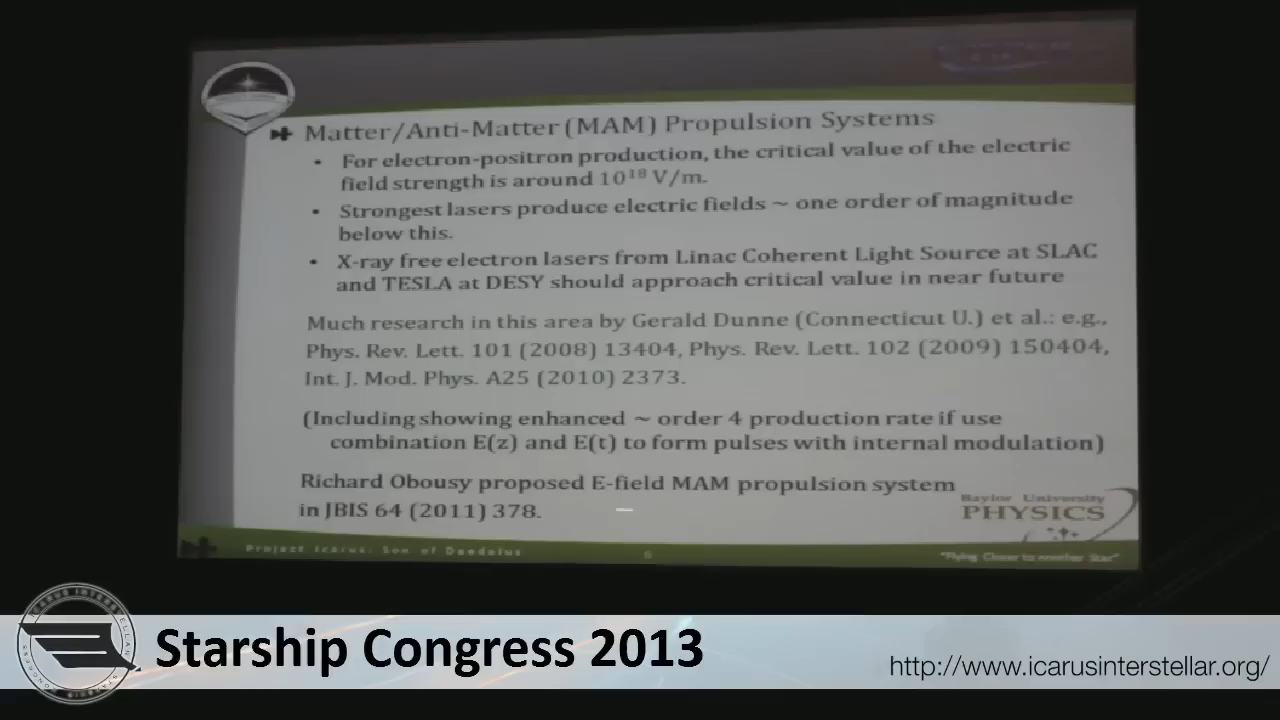 Matter/Anti-Matter (MAM) Propulsion Systems
• For electron-positron production, the critical value of the electric
field strength is around 10¹⁸ V/m.
• Strongest lasers produce electric fields ~ one order of magnitude
below this.
• X-ray free electron lasers from Linac Coherent Light Source at SLAC
and TESLA at DESY should approach critical value in near future
Much research in this area by Gerald Dunne (Connecticut U.) et al.: e.g.,
Phys. Rev. Lett. 101 (2008) 13404, Phys. Rev. Lett. 102 (2009) 150404,
Int. J. Mod. Phys. A25 (2010) 2373.
(Including showing enhanced ~ order 4 production rate if use
combination E(z) and E(t) to form pulses with internal modulation)
Richard Obousy proposed E-field MAM propulsion system
in JBIS 64 (2011) 378.
Baylor University
PHYSICS
Project Icarus: Son of Daedalus
6
"Flying Closer to Another Star"
ICARUS INTERSTELLAR
STARSHIP CONGRESS
Starship Congress 2013
http://www.icarusinterstellar.org/